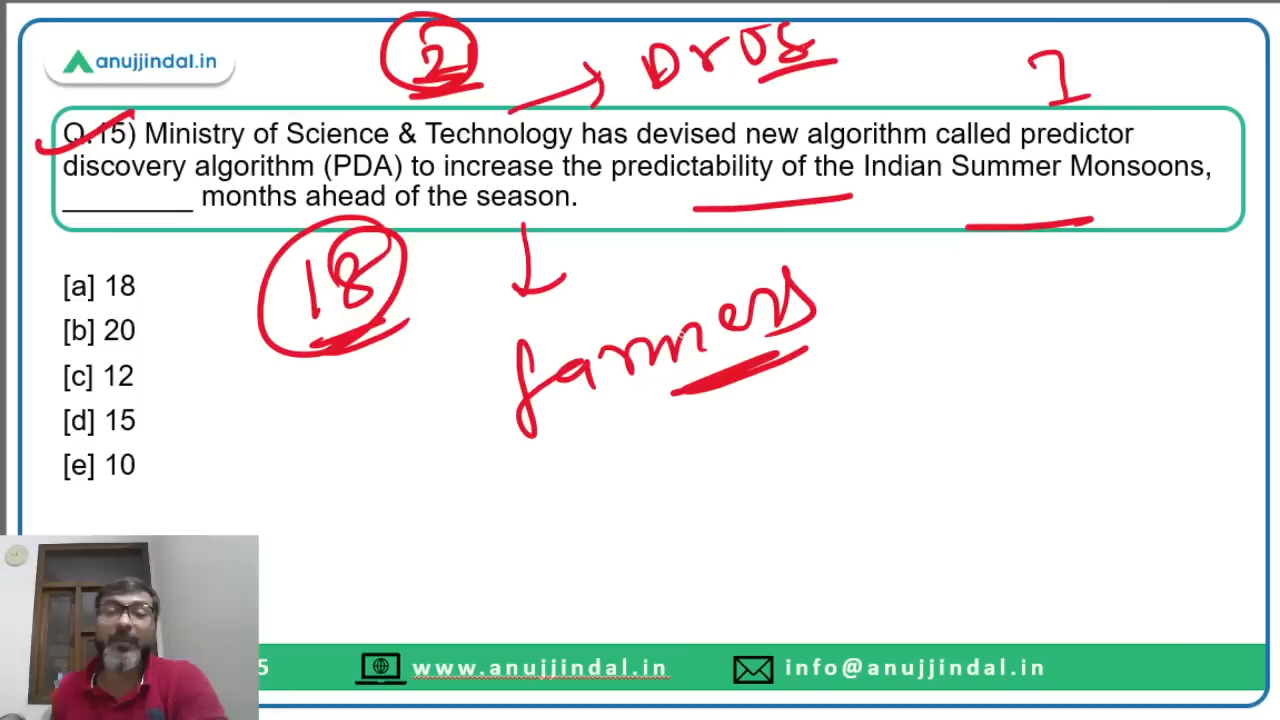 anujjindal.in
2
Dros
I
Q.15) Ministry of Science & Technology has devised new algorithm called predictor
discovery algorithm (PDA) to increase the predictability of the Indian Summer Monsoons,
________ months ahead of the season.
18
farmers
[a] 18
[b] 20
[c] 12
[d] 15
[e] 10
5
www.anujjindal.in
info@anujjindal.in